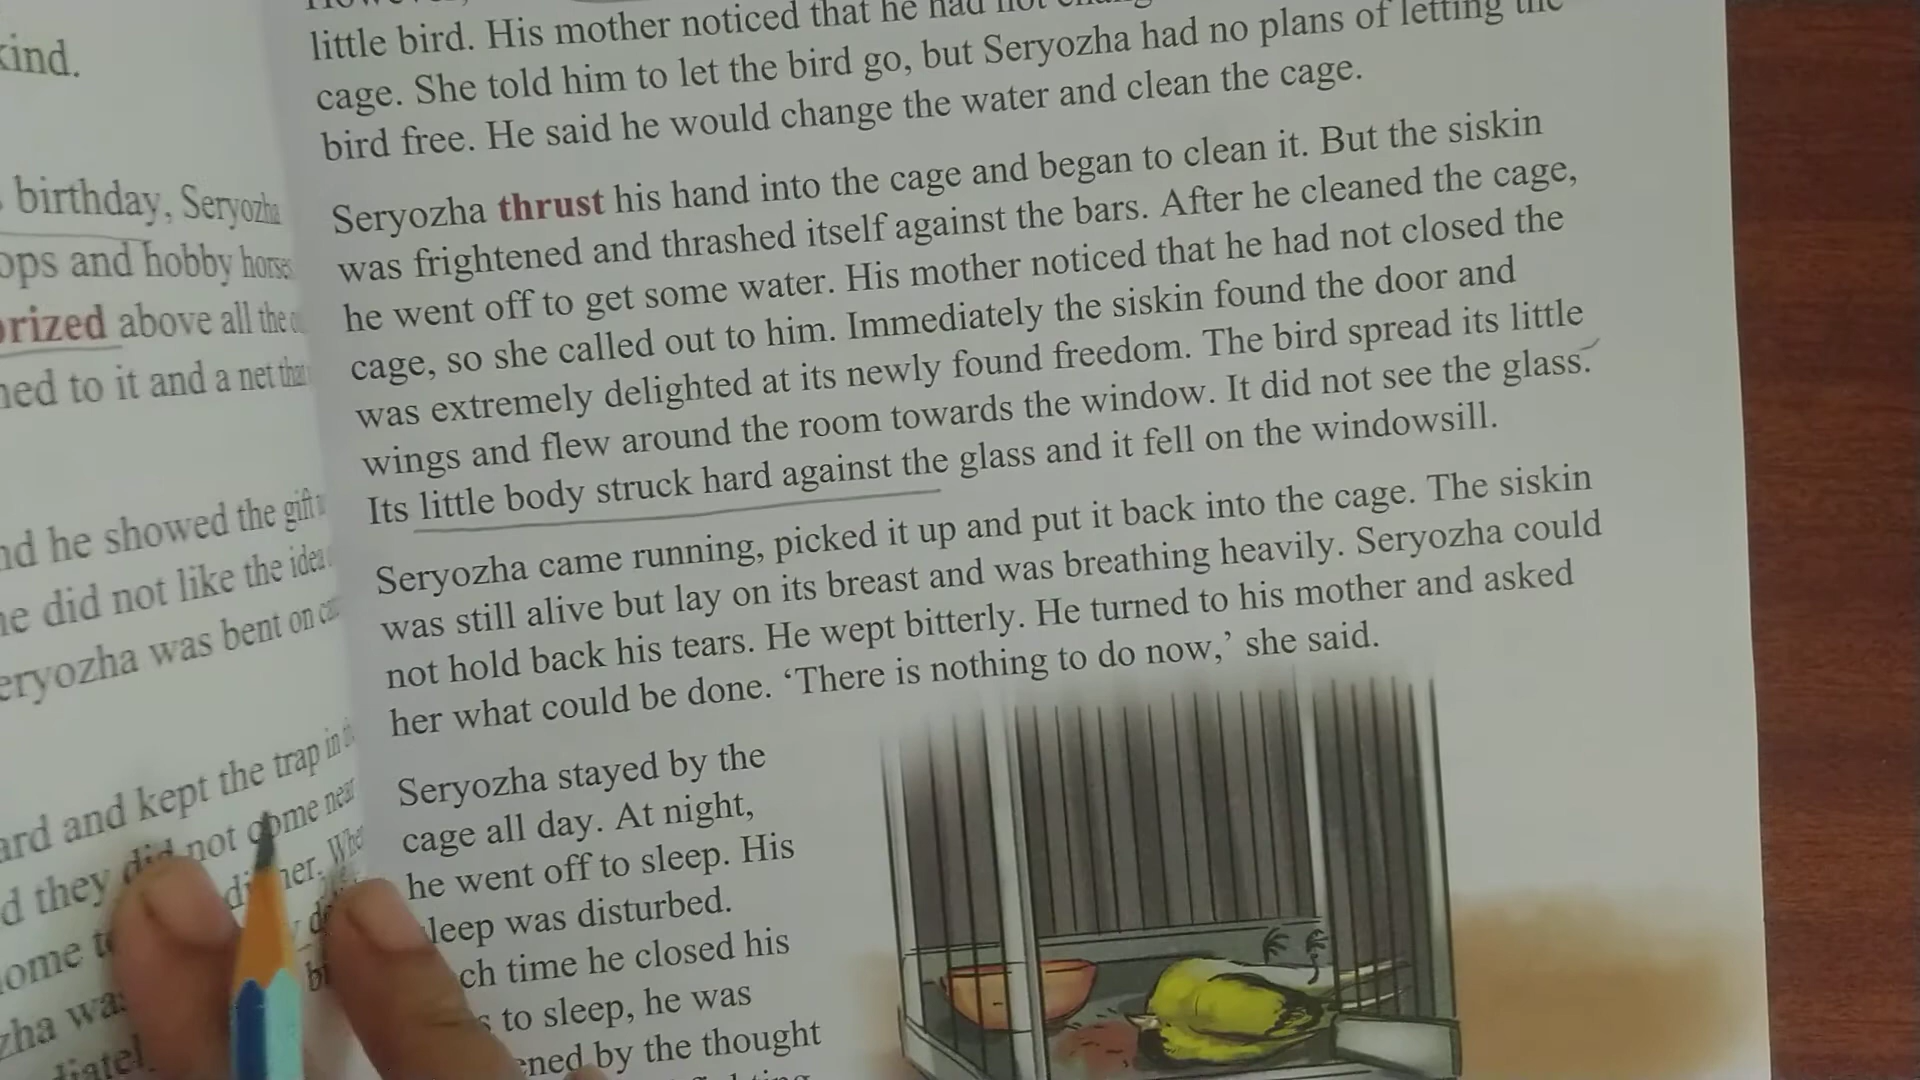 kind.
birthday, Seryozha
and hobby
above all the
to it and a net that
he showed the gift
did not like the idea
was bent on
and kept the trap in
they did not come near
little bird. His mother noticed that he had not
cage. She told him to let the bird go, but Seryozha had no plans of letting the
bird free. He said he would change the water and clean the cage.
Seryozha thrust his hand into the cage and began to clean it. But the siskin
was frightened and thrashed itself against the bars. After he cleaned the cage,
he went off to get some water. His mother noticed that he had not closed the
cage, so she called out to him. Immediately the siskin found the door and
was extremely delighted at its newly found freedom. The bird spread its little
wings and flew around the room towards the window. It did not see the glass.
Its little body struck hard against the glass and it fell on the windowsill.
Seryozha came running, picked it up and put it back into the cage. The siskin
was still alive but lay on its breast and was breathing heavily. Seryozha could
not hold back his tears. He wept bitterly. He turned to his mother and asked
her what could be done. ‘There is nothing to do now,’ she said.
Seryozha stayed by the
cage all day. At night,
he went off to sleep. His
leep was disturbed.
ch time he closed his
to sleep, he was
ened by the thought